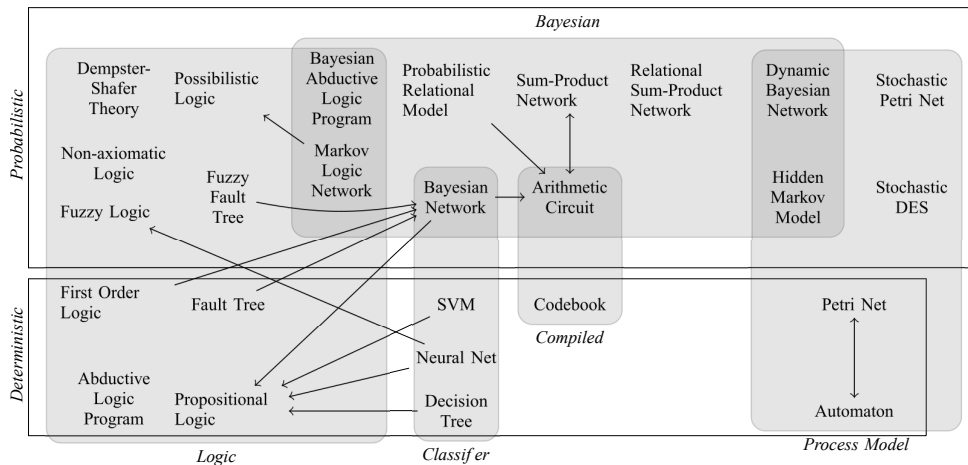 Bayesian
Probabilistic
Dempster-
Shafer
Theory
Possibilistic
Logic
Bayesian
Abductive
Logic
Program
Probabilistic
Relational
Model
Sum-Product
Network
Relational
Sum-Product
Network
Dynamic
Bayesian
Network
Stochastic
Petri Net
Non-axiomatic
Logic
Fuzzy
Fault
Tree
Markov
Logic
Network
Bayesian
Network
Arithmetic
Circuit
Hidden
Markov
Model
Stochastic
DES
Fuzzy Logic
Deterministic
First Order
Logic
Fault Tree
SVM
Codebook
Petri Net
Compiled
Neural Net
Abductive
Logic
Program
Propositional
Logic
Decision
Tree
Automaton
Logic
Classifer
Process Model